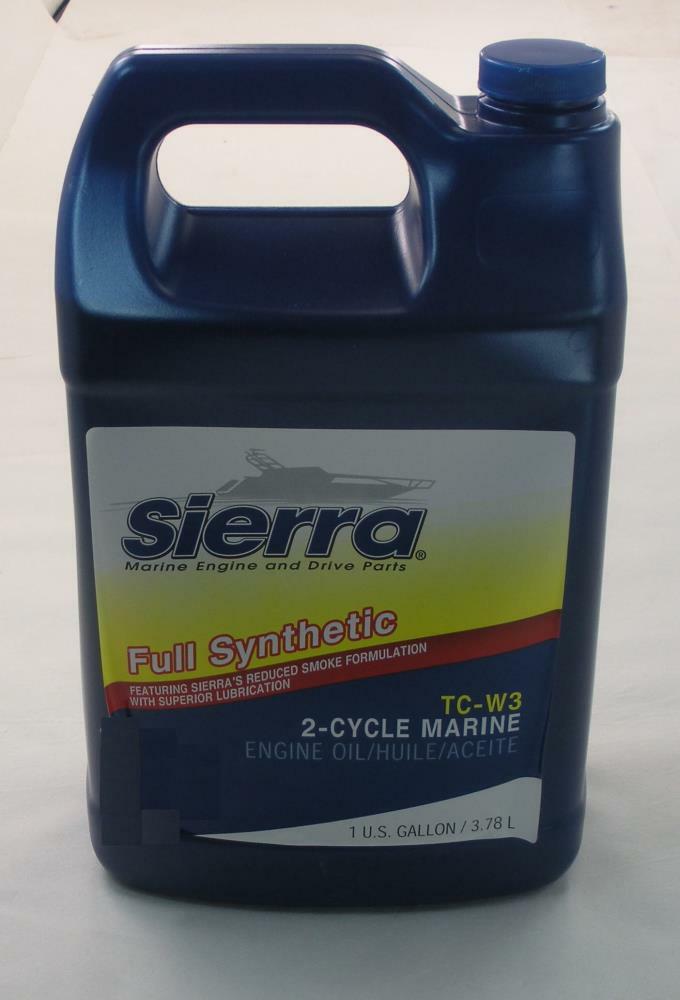 Sierra®
Marine Engine and Drive Parts
Full Synthetic
FEATURING SIERRA'S REDUCED SMOKE FORMULATION
WITH SUPERIOR LUBRICATION
TC-W3
2-CYCLE MARINE
ENGINE OIL/HUILE/ACEITE
1 U.S. GALLON / 3.78 L